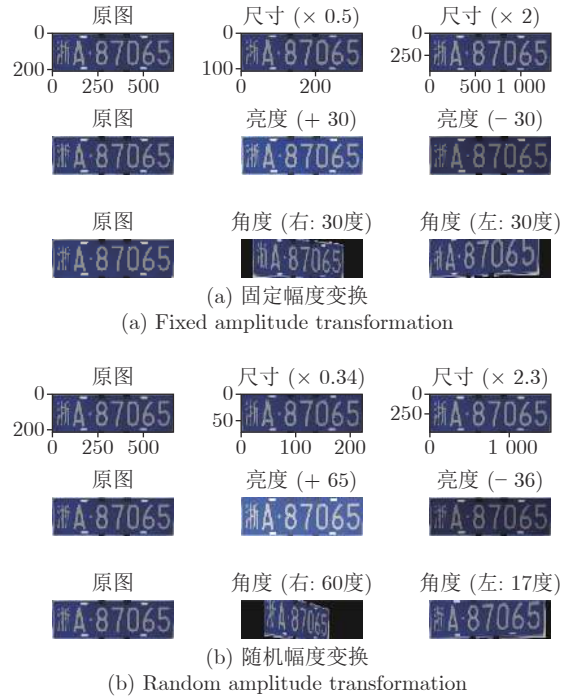 原图 尺寸 (× 0.5) 尺寸 (× 2)
0 0 0
浙A·87065 浙A·87065 浙A·87065
200 100 250
0 250 500 0 200 0 500 1 000
原图 亮度 (+ 30) 亮度 (− 30)
浙A·87065 浙A·87065 浙A·87065
原图 角度 (右: 30度) 角度 (左: 30度)
浙A·87065 浙A·87065 浙A·87065
(a) 固定幅度变换
(a) Fixed amplitude transformation
原图 尺寸 (× 0.34) 尺寸 (× 2.3)
0 0 0
浙A·87065 浙A·87065 浙A·87065
200 50 250
0 250 500 0 100 200 0 1 000
原图 亮度 (+ 65) 亮度 (− 36)
浙A·87065 浙A·87065 浙A·87065
原图 角度 (右: 60度) 角度 (左: 17度)
浙A·87065 浙A·87065 浙A·87065
(b) 随机幅度变换
(b) Random amplitude transformation